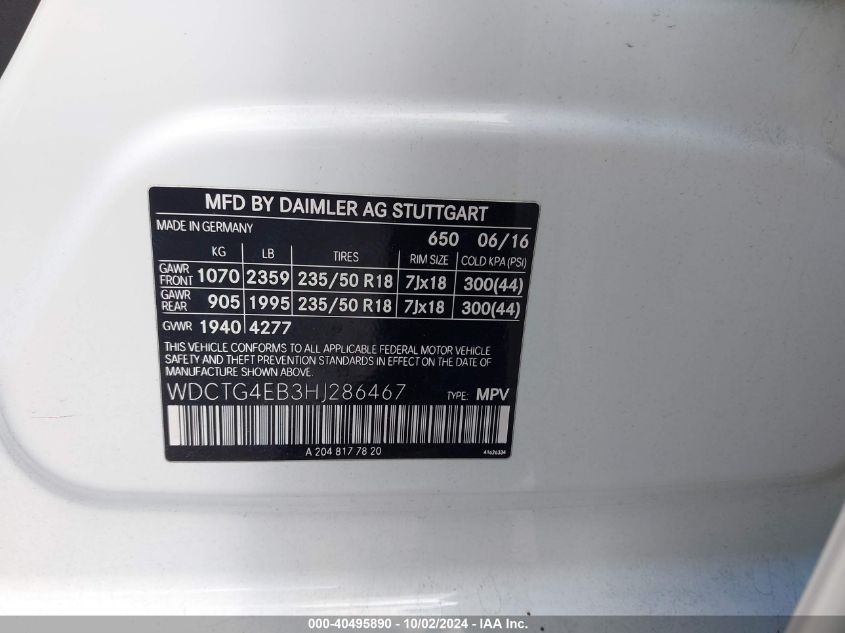 MFD BY DAIMLER AG STUTTGART
MADE IN GERMANY 650 06/16
KG LB TIRES RIM SIZE COLD KPA (PSI)
GAWR FRONT 1070 2359 235/50 R18 7Jx18 300(44)
GAWR REAR 905 1995 235/50 R18 7Jx18 300(44)
GVWR 1940 4277
THIS VEHICLE CONFORMS TO ALL APPLICABLE FEDERAL MOTOR VEHICLE
SAFETY AND THEFT PREVENTION STANDARDS IN EFFECT ON THE DATE OF
MANUFACTURE SHOWN ABOVE.
WDCTG4EB3HJ286467 TYPE: MPV
A 204 817 78 20 41626334
000-40495890 - 10/02/2024 - IAA Inc.